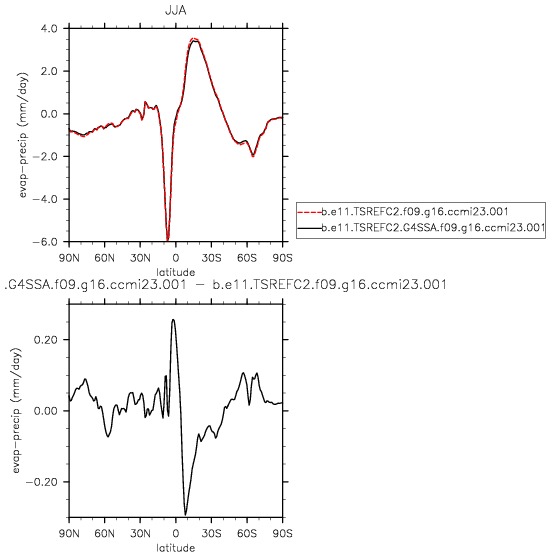 JJA
4.0
2.0
0.0
-2.0
-4.0
-6.0
evap-precip (mm/day)
90N 60N 30N 0 30S 60S 90S
latitude
b.e11.TSREFC2.f09.g16.ccmi23.001
b.e11.TSREFC2.G4SSA.f09.g16.ccmi23.001
.G4SSA.f09.g16.ccmi23.001 - b.e11.TSREFC2.f09.g16.ccmi23.001
0.20
0.00
-0.20
evap-precip (mm/day)
90N 60N 30N 0 30S 60S 90S
latitude